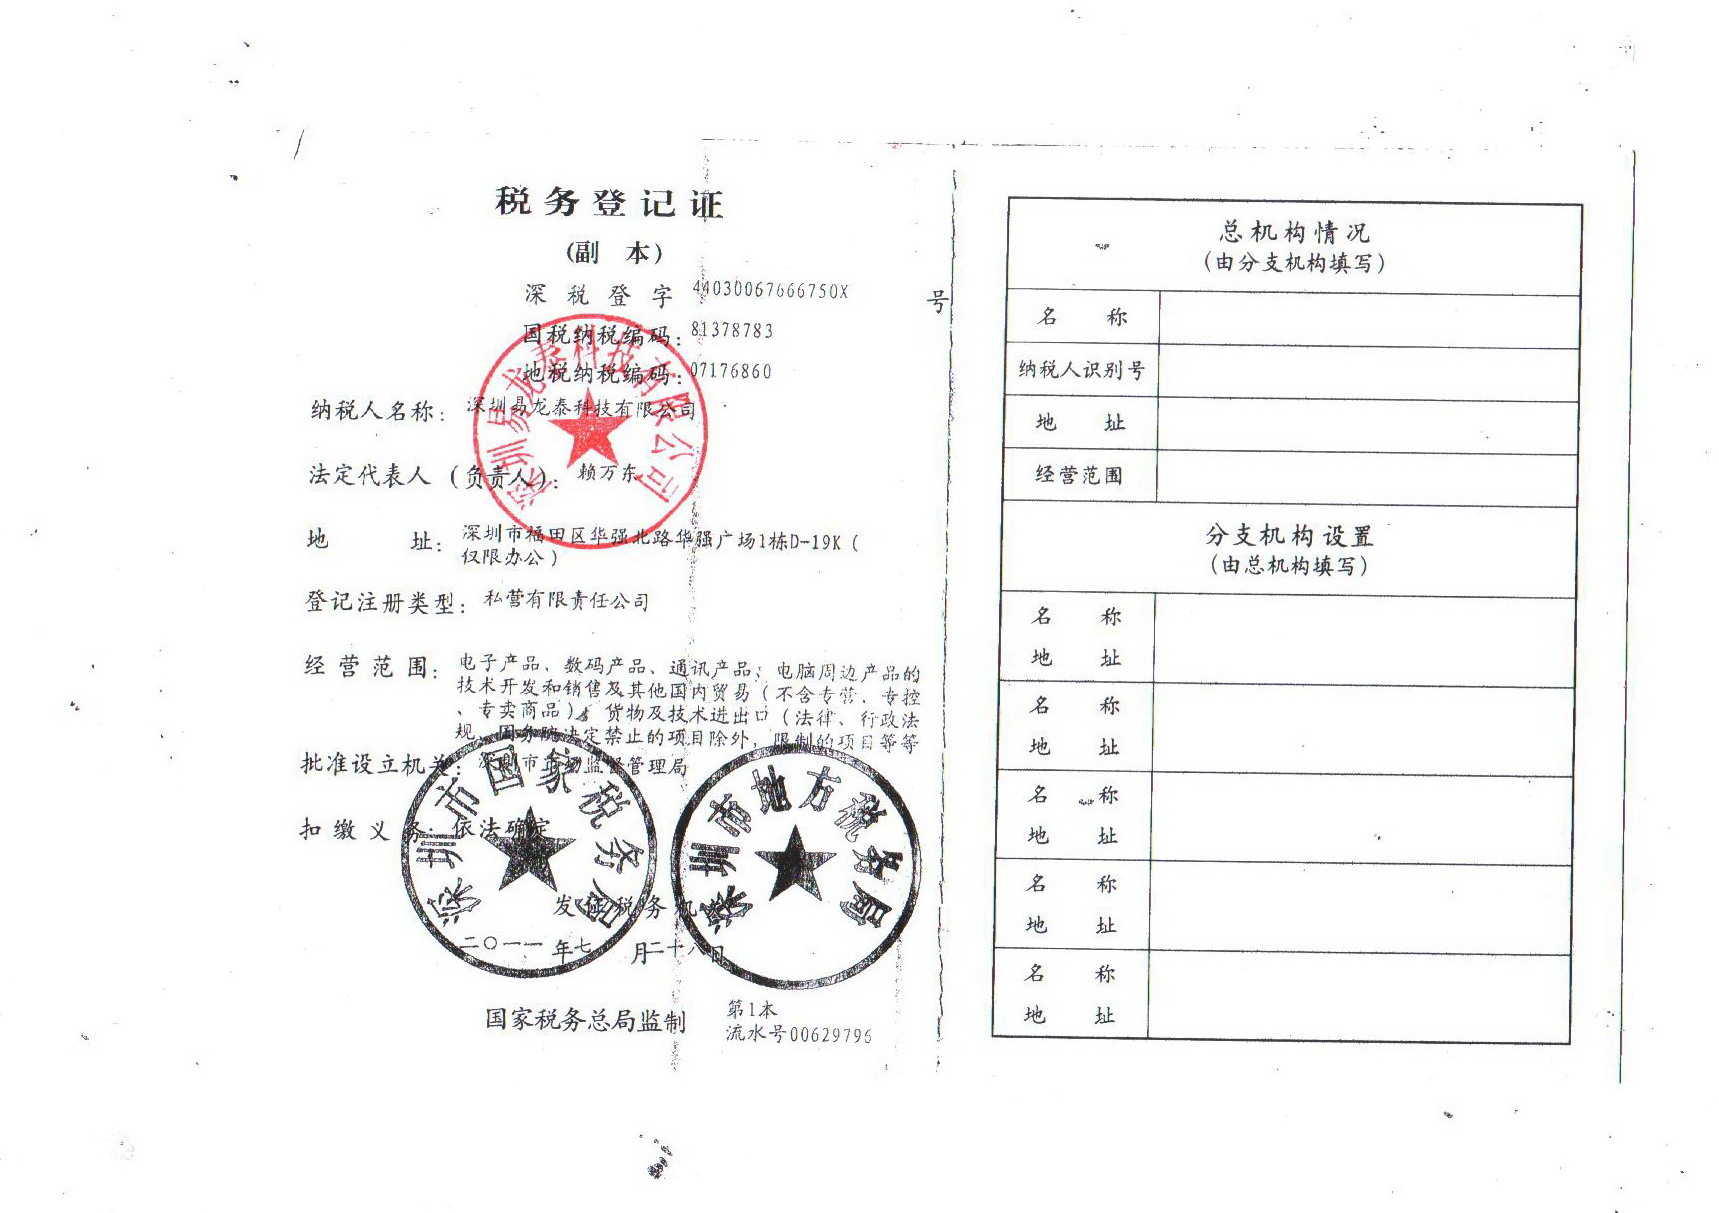 税务登记证
(副 本)
深税登字 44030067666750X 号
国税纳税编码:81378783
地税纳税编码:07176860
纳税人名称: 深圳易龙泰科技有限公司
法定代表人(负责人): 赖万东
地 址: 深圳市福田区华强北路华强广场1栋D-19K(
仅限办公)
登记注册类型: 私营有限责任公司
经营范围: 电子产品、数码产品、通讯产品、电脑周边产品的
技术开发和销售及其他国内贸易(不含专营、专控
、专卖商品);货物及技术进出口(法律、行政法
规、国务院决定禁止的项目除外,限制的项目等等
批准设立机关: 深圳市市场监督管理局
扣缴义务: 依法确定
发证税务机
二〇一一年七月二十八日
国家税务总局监制
第1本
流水号00629796
深圳易龙泰科技有限公司
深圳市国家税务局
深圳市地方税务局
总机构情况
(由分支机构填写)
名 称
纳税人识别号
地 址
经营范围
分支机构设置
(由总机构填写)
名 称
地 址
名 称
地 址
名 称
地 址
名 称
地 址
名 称
地 址